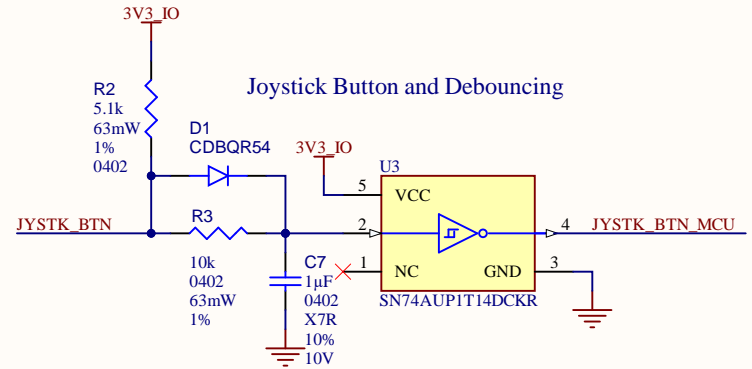 3V3_IO
Joystick Button and Debouncing
R2
5.1k
63mW
1%
0402
D1
CDBQR54
3V3_IO
U3
5
VCC
JYSTK_BTN
R3
2
4
JYSTK_BTN_MCU
10k
0402
63mW
1%
C7
1µF
0402
X7R
10%
10V
1
NC
GND
3
SN74AUP1T14DCKR